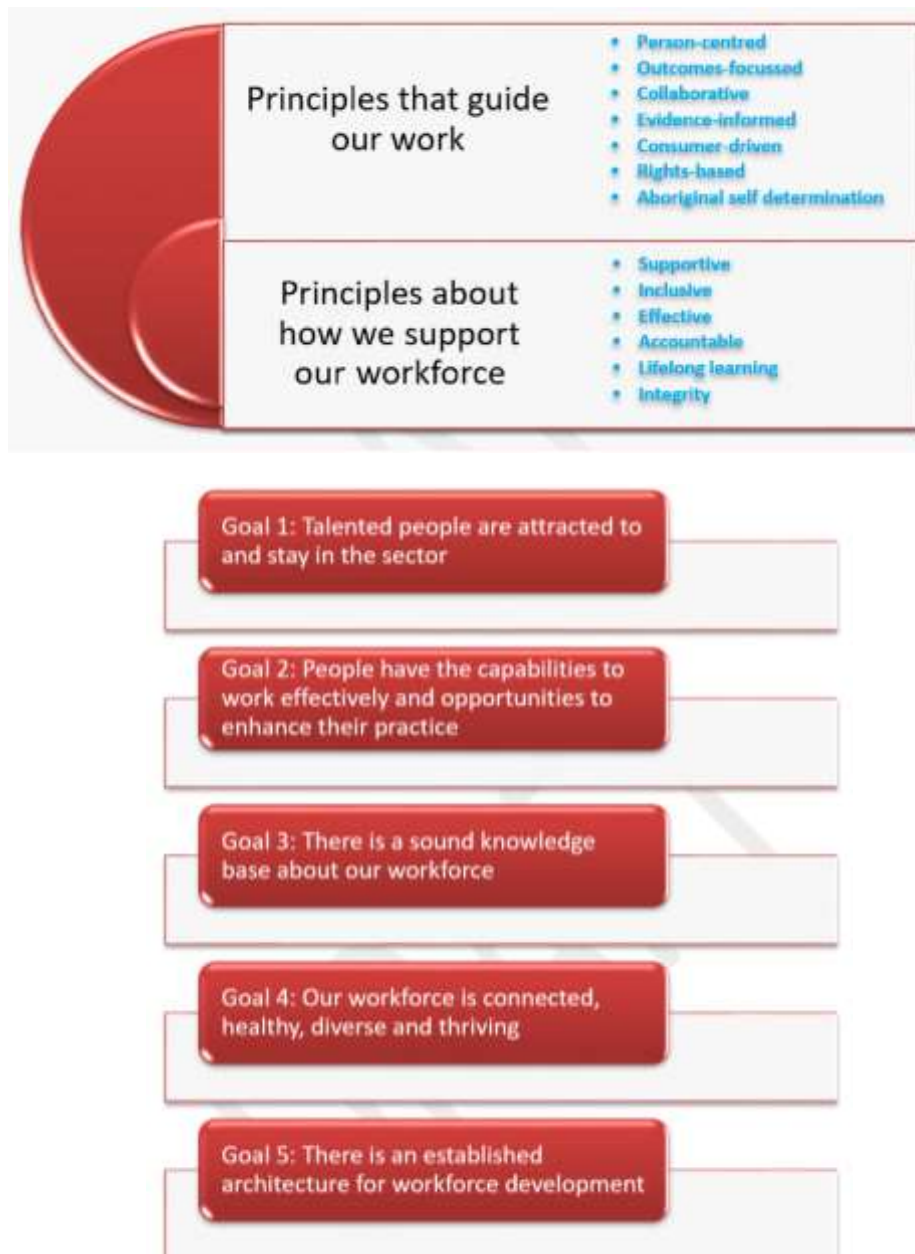 Principles that guide
our work
• Person-centred
• Outcomes-focussed
• Collaborative
• Evidence-informed
• Consumer-driven
• Rights-based
• Aboriginal self determination
Principles about
how we support
our workforce
• Supportive
• Inclusive
• Effective
• Accountable
• Lifelong learning
• Integrity
Goal 1: Talented people are attracted to
and stay in the sector
Goal 2: People have the capabilities to
work effectively and opportunities to
enhance their practice
Goal 3: There is a sound knowledge
base about our workforce
Goal 4: Our workforce is connected,
healthy, diverse and thriving
Goal 5: There is an established
architecture for workforce development